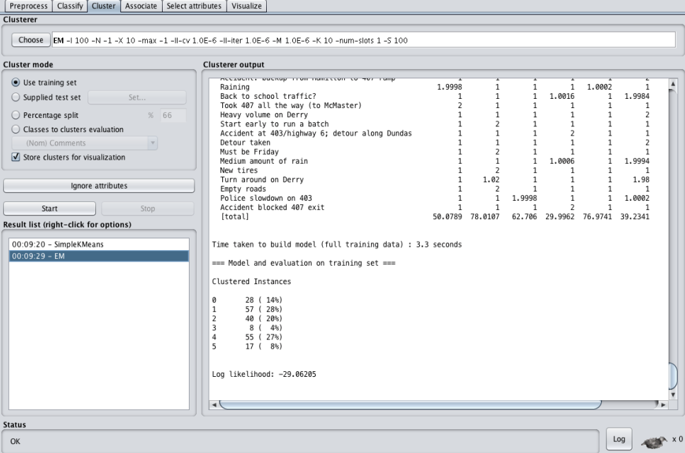 Preprocess Classify Cluster Associate Select attributes Visualize
Clusterer
Choose EM -I 100 -N -1 -X 10 -max -1 -ll-cv 1.0E-6 -ll-iter 1.0E-6 -M 1.0E-6 -K 10 -num-slots 1 -S 100
Cluster mode
Use training set
Supplied test set Set...
Percentage split % 66
Classes to clusters evaluation
(Nom) Comments
Store clusters for visualization
Ignore attributes
Start Stop
Result list (right-click for options)
00:09:20 - SimpleKMeans
00:09:29 - EM
Clusterer output
Raining 1.9998 1 1 1 1.0002 1
Back to school traffic? 1 1 1 1.0016 1 1.9984
Took 407 all the way (to McMaster) 2 1 1 1 1 1
Heavy volume on Derry 1 1 1 1 1 2
Start early to run a batch 1 2 1 1 1 1
Accident at 403/highway 6; detour along Dundas 1 1 1 2 1 1
Detour taken 1 1 1 1 1 2
Must be Friday 1 2 1 1 1 1
Medium amount of rain 1 1 1 1.0006 1 1.9994
New tires 1 2 1 1 1 1
Turn around on Derry 1 1.02 1 1 1 1.98
Empty roads 1 2 1 1 1 1
Police slowdown on 403 1 1 1.9998 1 1 1.0002
Accident blocked 407 exit 1 1 1 2 1 1
[total] 50.0789 78.0107 62.706 29.9962 76.9741 39.2341
Time taken to build model (full training data) : 3.3 seconds
=== Model and evaluation on training set ===
Clustered Instances
0 28 ( 14%)
1 57 ( 28%)
2 40 ( 20%)
3 8 ( 4%)
4 55 ( 27%)
5 17 ( 8%)
Log likelihood: -29.06205
Status
OK
Log
x 0